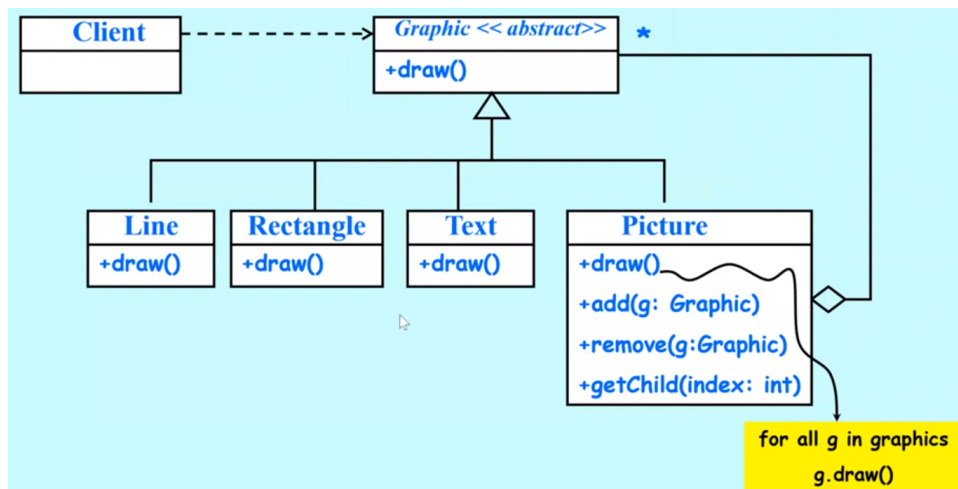 Client
Graphic << abstract>>
*
+draw()
Line
+draw()
Rectangle
+draw()
Text
+draw()
Picture
+draw()
+add(g: Graphic)
+remove(g:Graphic)
+getChild(index: int)
for all g in graphics
g.draw()